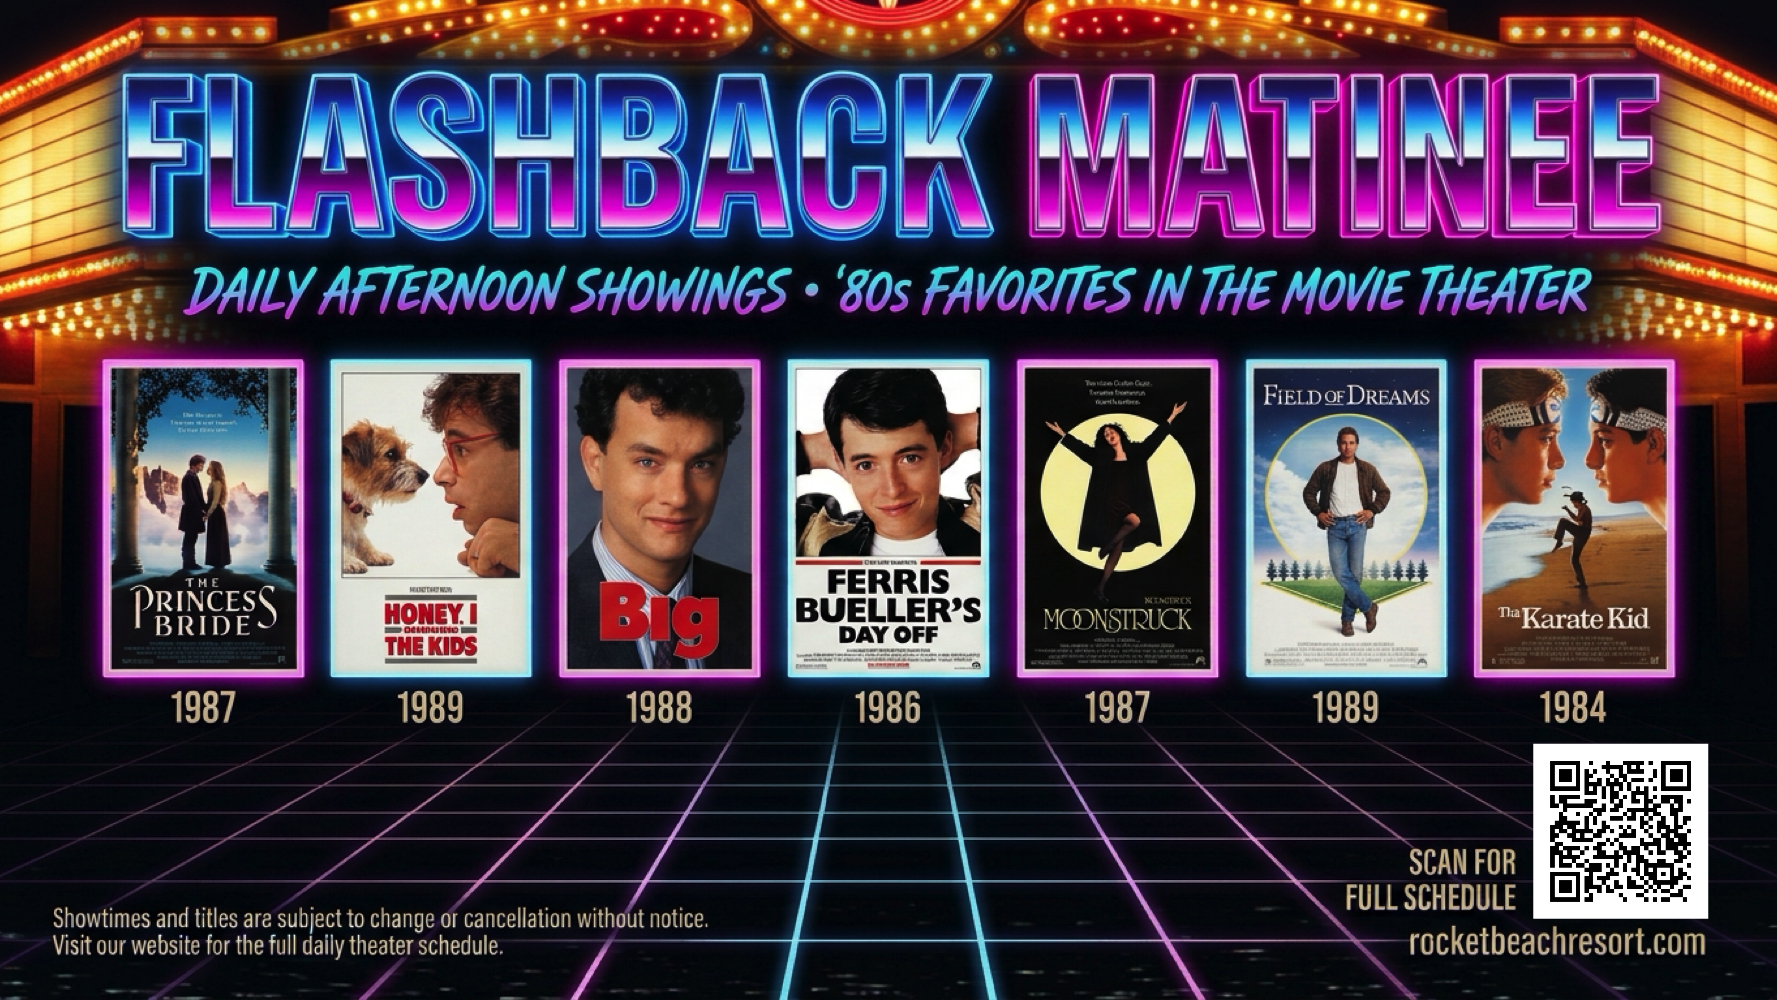 FLASHBACK MATINEE
DAILY AFTERNOON SHOWINGS • ‘80s FAVORITES IN THE MOVIE THEATER
THE
PRINCESS
BRIDE
HONEY, I
THE KIDS
Big
FERRIS
BUELLER'S
DAY OFF
MOONSTRUCK
FIELD OF DREAMS
The Karate Kid
1987
1989
1988
1986
1987
1989
1984
SCAN FOR
FULL SCHEDULE
rocketbeachresort.com
Showtimes and titles are subject to change or cancellation without notice.
Visit our website for the full daily theater schedule.